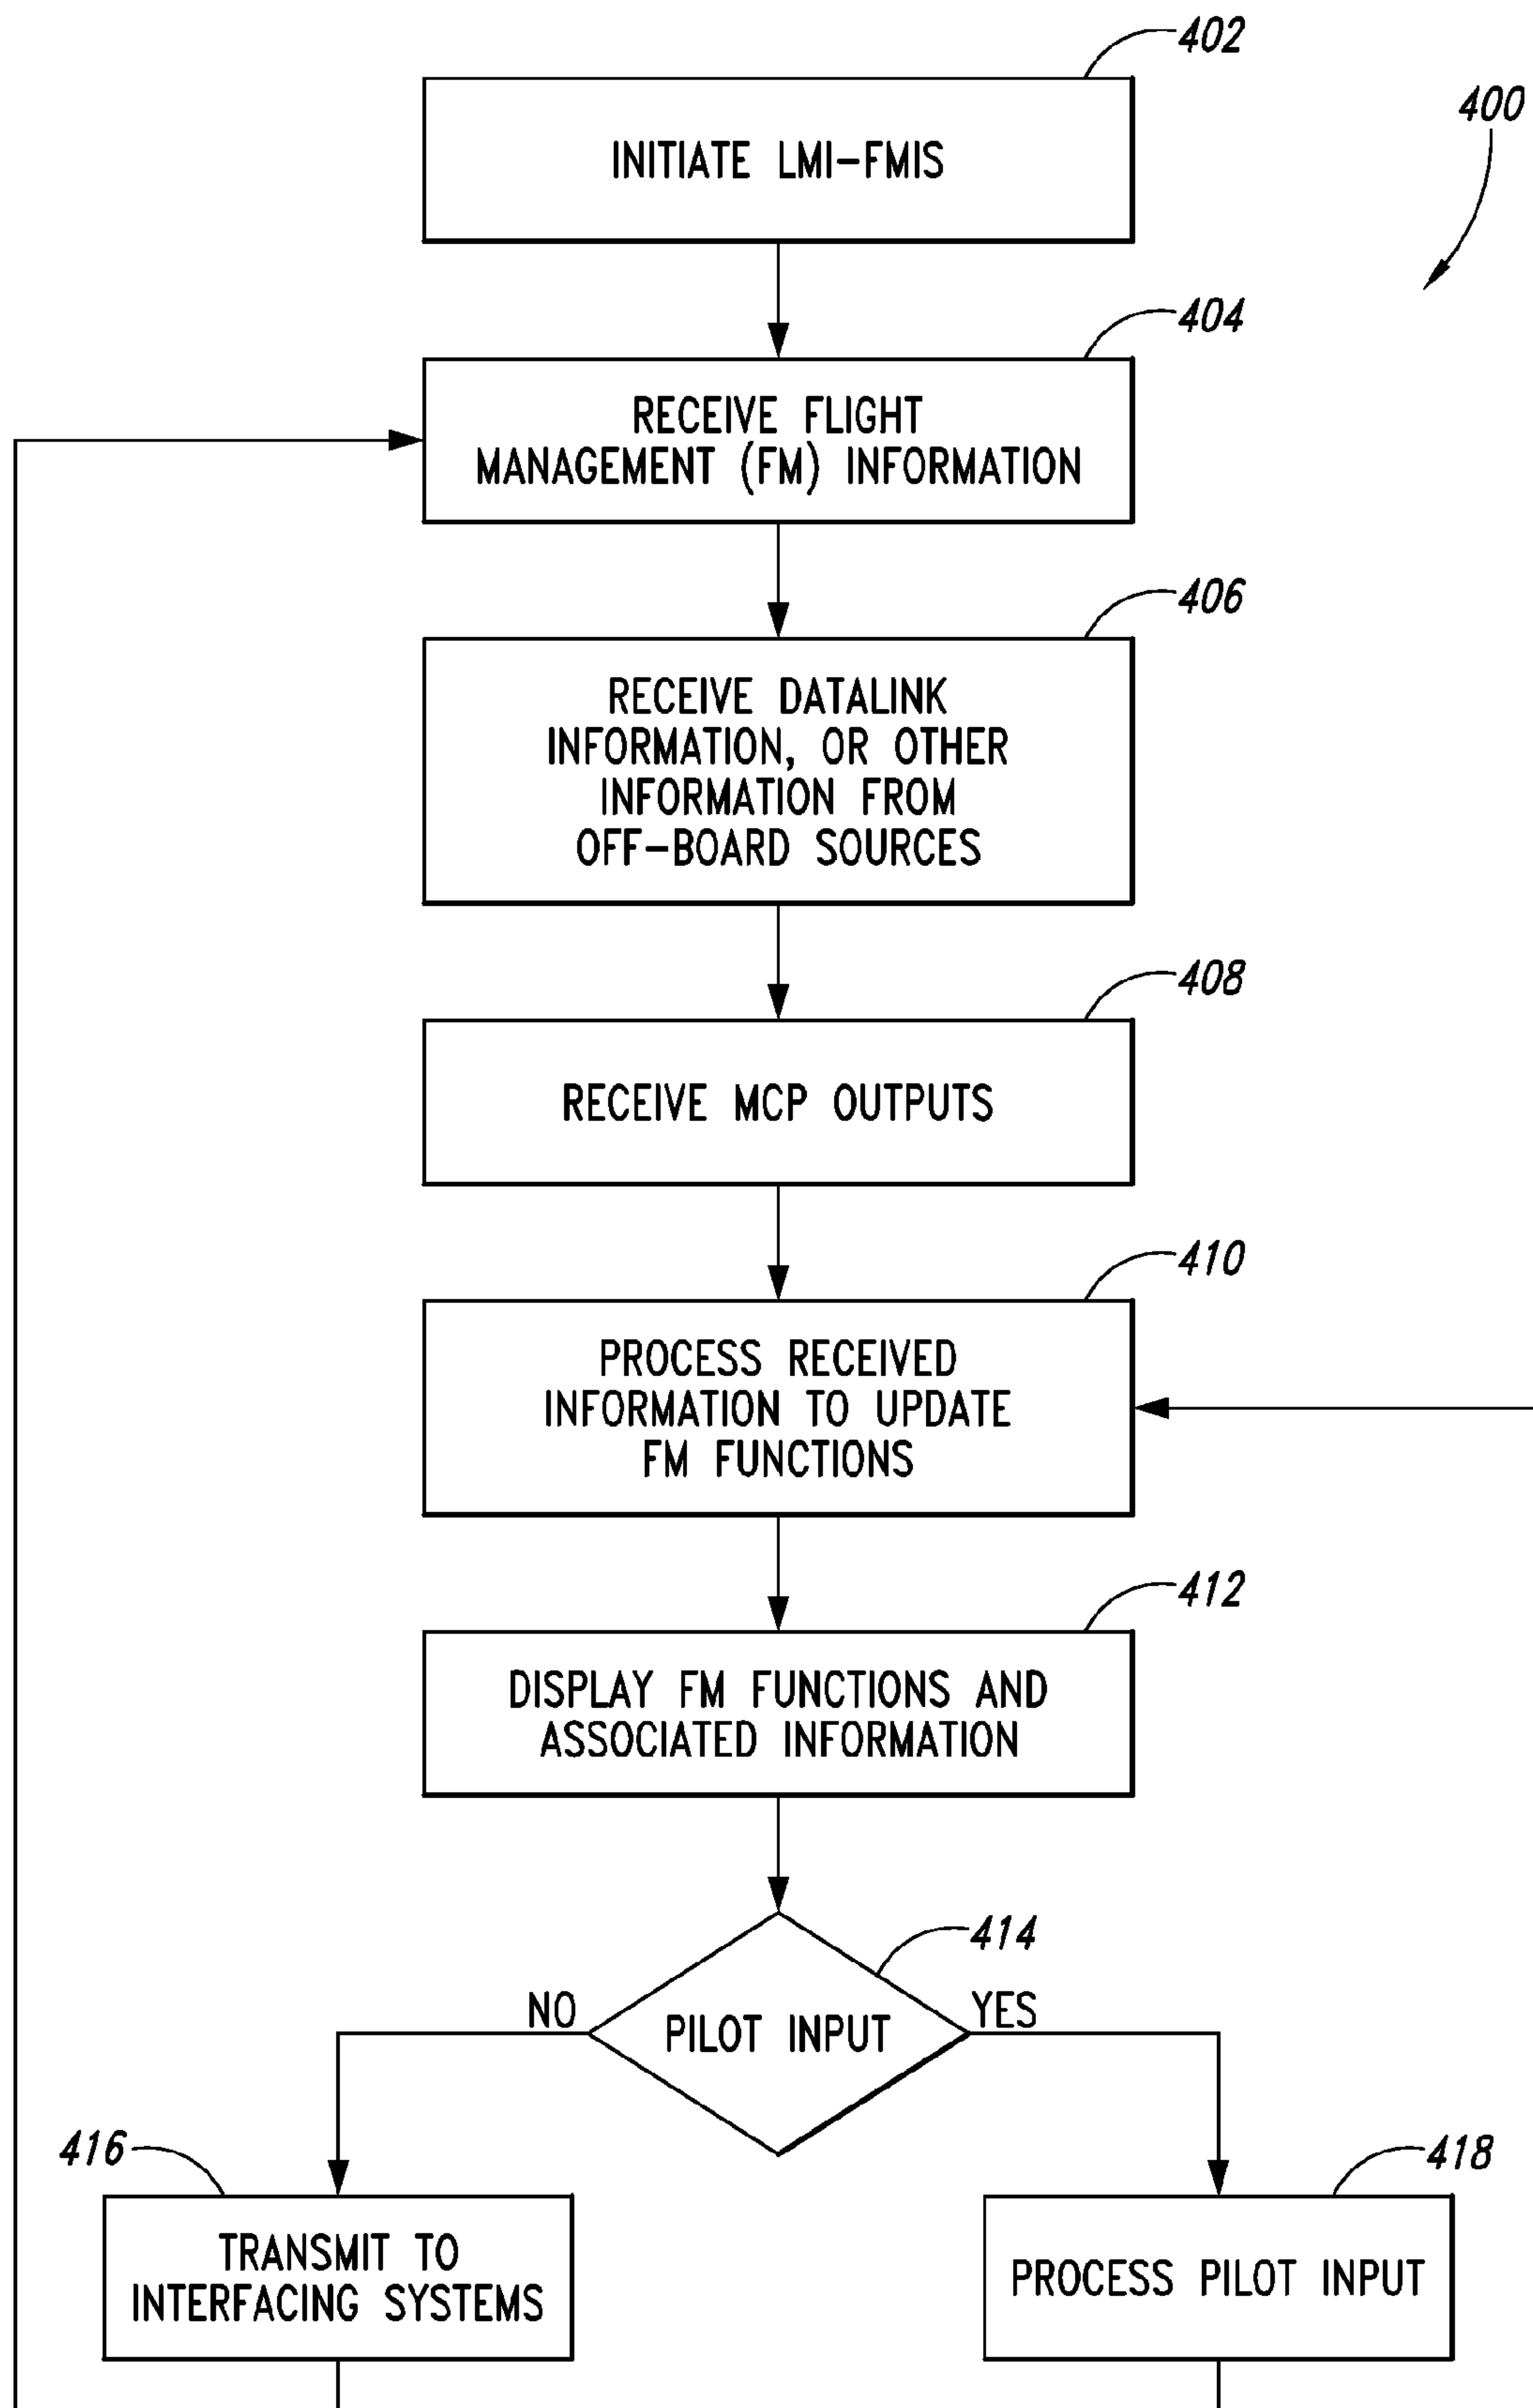 402
INITIATE LMI-FMIS
400
404
RECEIVE FLIGHT
MANAGEMENT (FM) INFORMATION
406
RECEIVE DATALINK
INFORMATION, OR OTHER
INFORMATION FROM
OFF-BOARD SOURCES
408
RECEIVE MCP OUTPUTS
410
PROCESS RECEIVED
INFORMATION TO UPDATE
FM FUNCTIONS
412
DISPLAY FM FUNCTIONS AND
ASSOCIATED INFORMATION
414
NO
PILOT INPUT
YES
416
TRANSMIT TO
INTERFACING SYSTEMS
418
PROCESS PILOT INPUT